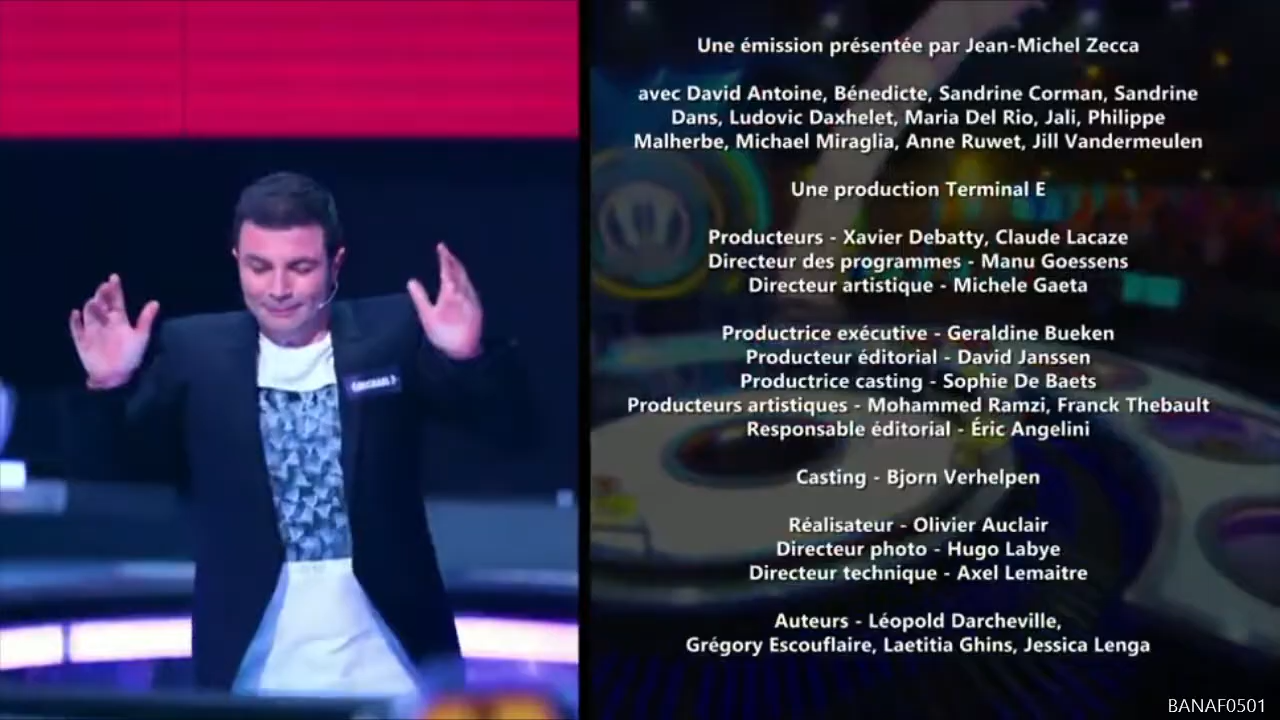 Une émission présentée par Jean-Michel Zecca
avec David Antoine, Bénedicte, Sandrine Corman, Sandrine
Dans, Ludovic Daxhelet, Maria Del Rio, Jali, Philippe
Malherbe, Michael Miraglia, Anne Ruwet, Jill Vandermeulen
Une production Terminal E
Producteurs - Xavier Debatty, Claude Lacaze
Directeur des programmes - Manu Goessens
Directeur artistique - Michele Gaeta
Productrice exécutive - Geraldine Bueken
Producteur éditorial - David Janssen
Productrice casting - Sophie De Baets
Producteurs artistiques - Mohammed Ramzi, Franck Thebault
Responsable éditorial - Éric Angelini
Casting - Bjorn Verhelpen
Réalisateur - Olivier Auclair
Directeur photo - Hugo Labye
Directeur technique - Axel Lemaitre
Auteurs - Léopold Darcheville,
Grégory Escouflaire, Laetitia Ghins, Jessica Lenga
BANAF0501